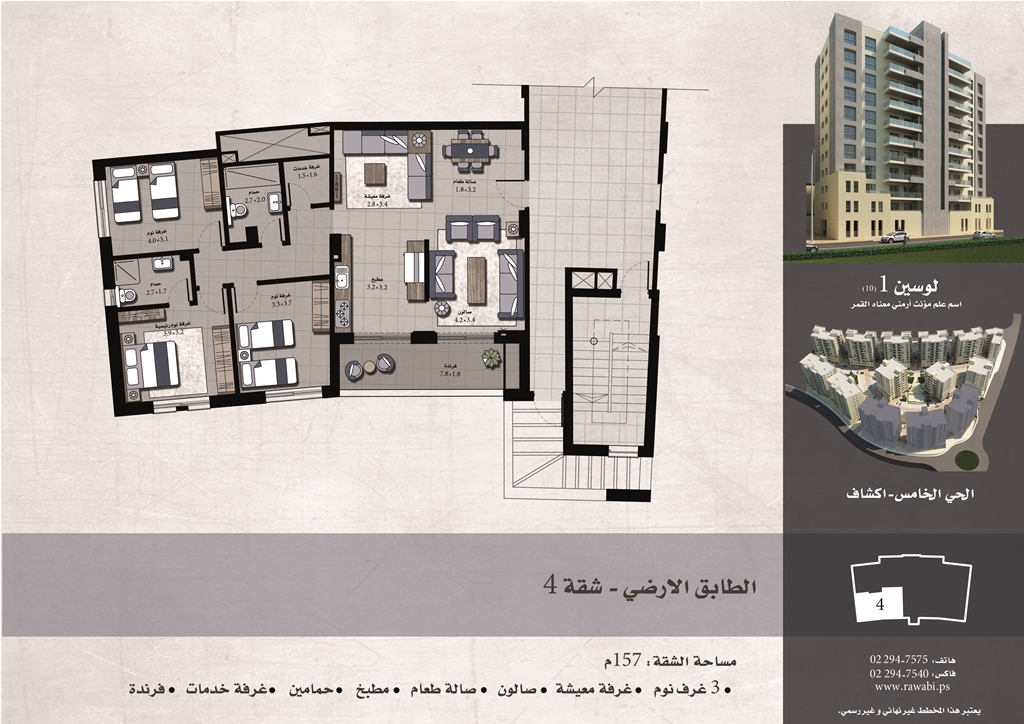 غرفة خدمات
1.5×1.6
صالة طعام
1.8×3.2
حمام
2.7×2.0
غرفة معيشة
2.8×3.4
غرفة نوم
4.0×3.1
حمام
2.7×1.7
مطبخ
3.2×3.2
غرفة نوم
3.3×3.7
صالون
4.2×3.4
غرفة نوم رئيسية
3.9×3.2
فرندة
7.8×1.8
لوسين 1 (10)
اسم علم مؤنث أرمني معناه القمر
الحي الخامس - اكشاف
الطابق الارضي - شقة 4
4
مساحة الشقة: 157م
• 3 غرف نوم • غرفة معيشة • صالون • صالة طعام • مطبخ • حمامين • غرفة خدمات • فرندة
هاتف: 02 294-7575
فاكس: 02 294-7540
www.rawabi.ps
يعتبر هذا المخطط غير نهائي و غير رسمي.